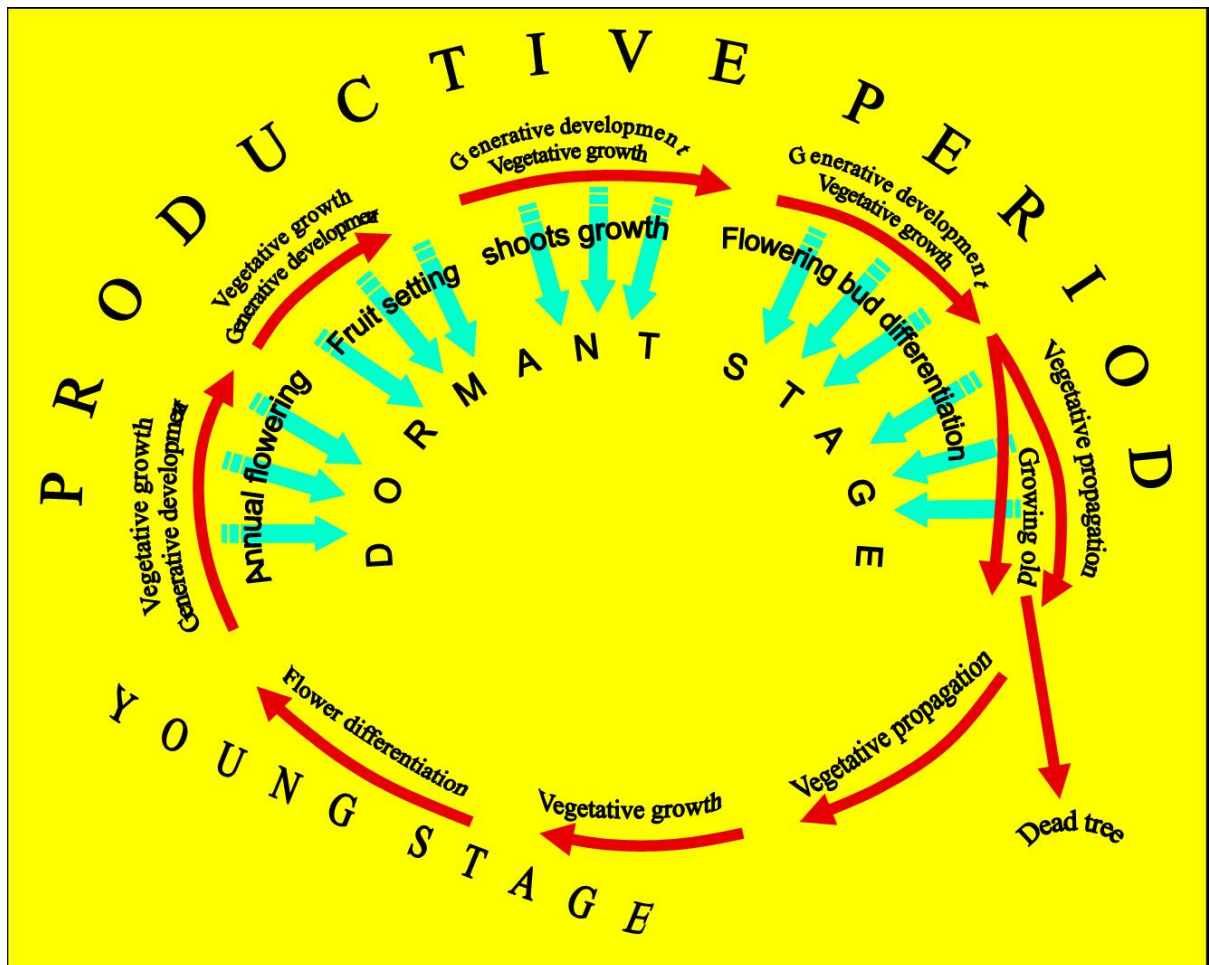 PRODUCTIVE PERIOD
Generative development
Vegetative growth
Generative development
Vegetative growth
Vegetative growth
Generative development
Vegetative growth
Generative development
Annual flowering
Fruit setting
shoots growth
Flowering bud differentiation
DORMANT STAGE
Vegetative propagation
Growing old
Dead tree
Vegetative propagation
Vegetative growth
Flower differentiation
YOUNG STAGE